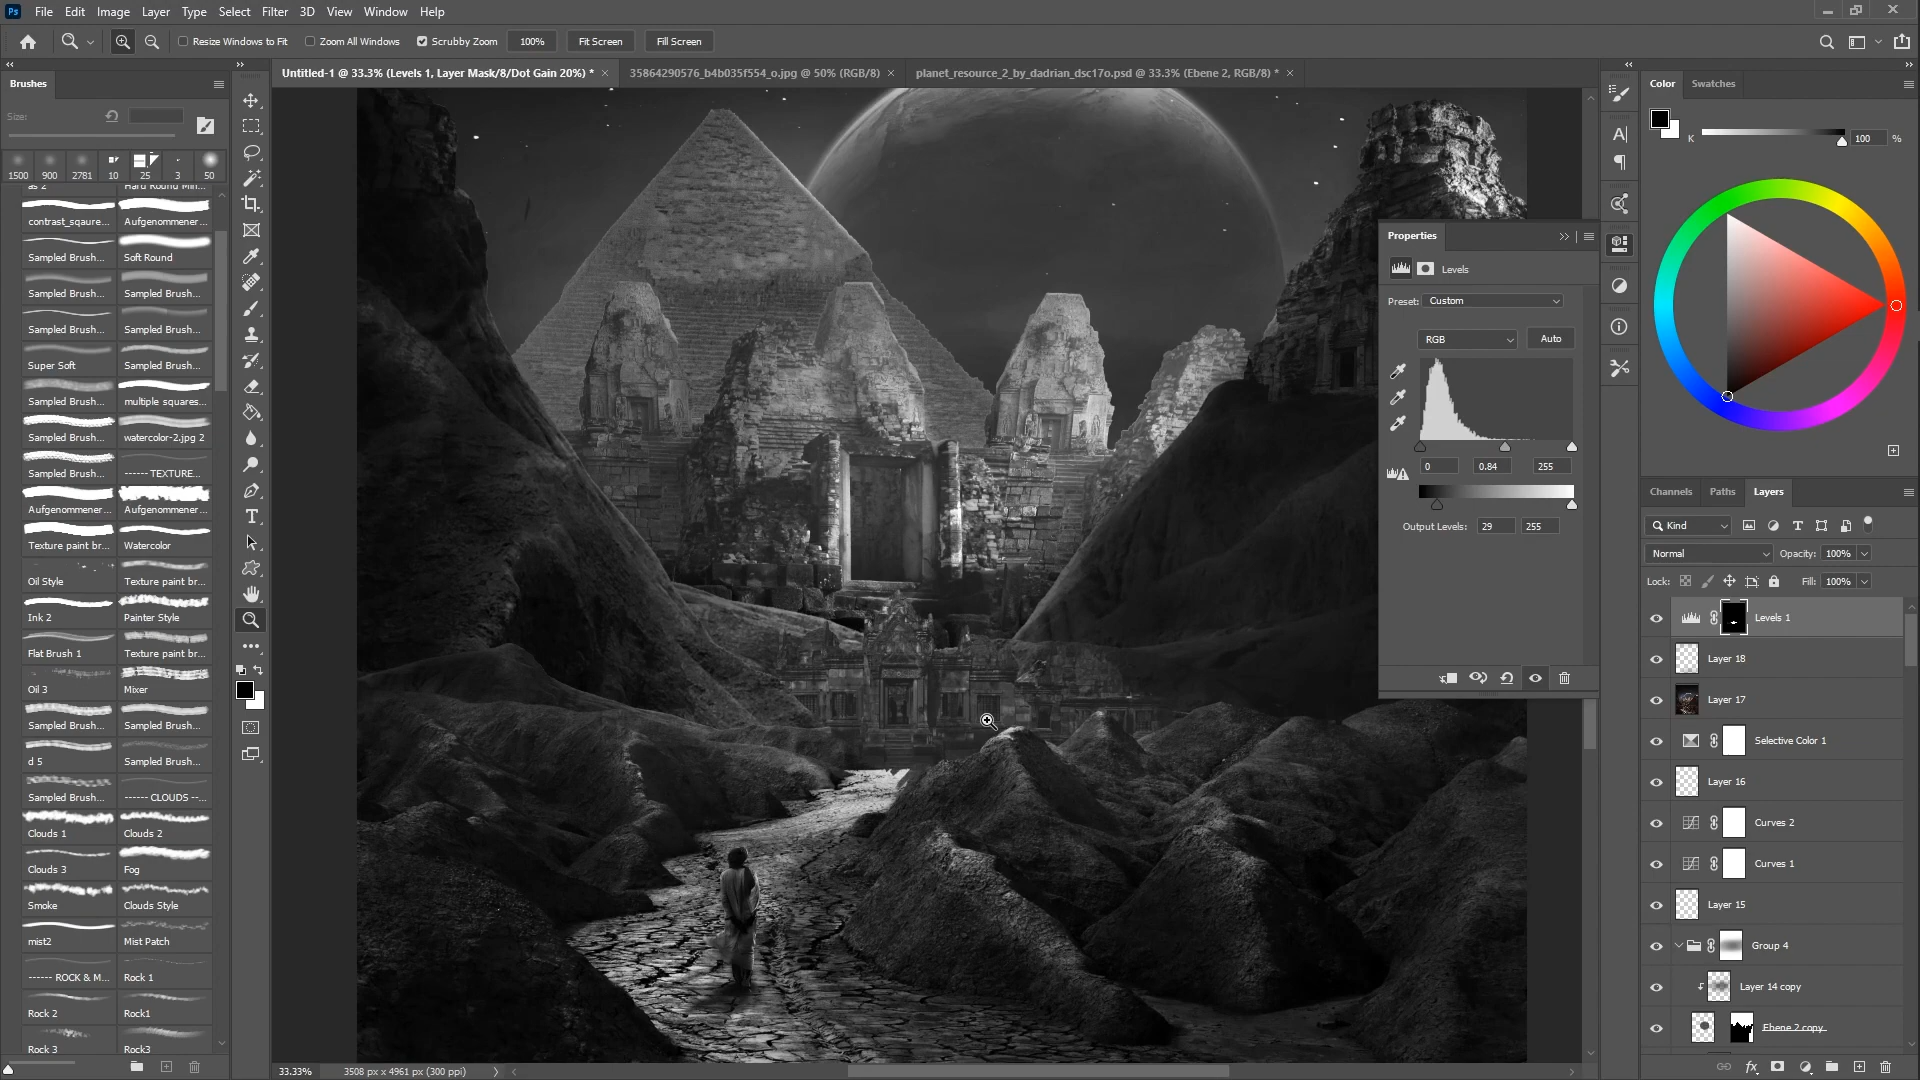 Ps File Edit Image Layer Type Select Filter 3D View Window Help
Resize Windows to Fit Zoom All Windows Scrubby Zoom 100% Fit Screen Fill Screen
Untitled-1 @ 33.3% (Levels 1, Layer Mask/8/Dot Gain 20%) * × 35864290576_b4b035f554_o.jpg @ 50% (RGB/8) × planet_resource_2_by_dadrian_dsc17o.psd @ 33.3% (Ebene 2, RGB/8) * ×
Brushes
Size:
1500 900 2781 10 25 3 50
as 2 Hard Round Min...
contrast_sqaure... Aufgenommener...
Sampled Brush... Soft Round
Sampled Brush... Sampled Brush...
Sampled Brush... Sampled Brush...
Super Soft Sampled Brush...
Sampled Brush... multiple squares...
Sampled Brush... watercolor-2.jpg 2
Sampled Brush... ------ TEXTURE...
Aufgenommener... Aufgenommener...
Texture paint br... Watercolor
Oil Style Texture paint br...
Ink 2 Painter Style
Flat Brush 1 Texture paint br...
Oil 3 Mixer
Sampled Brush... Sampled Brush...
d 5 Sampled Brush...
Sampled Brush... ------ CLOUDS --...
Clouds 1 Clouds 2
Clouds 3 Fog
Smoke Clouds Style
mist2 Mist Patch
------ ROCK & M... Rock 1
Rock 2 Rock1
Rock 3 Rock3
Properties
Levels
Preset: Custom
RGB Auto
0 0.84 255
Output Levels: 29 255
Color Swatches
K 100 %
Channels Paths Layers
Kind
Normal Opacity: 100%
Lock: Fill: 100%
Levels 1
Layer 18
Layer 17
Selective Color 1
Layer 16
Curves 2
Curves 1
Layer 15
Group 4
Layer 14 copy
Ebene 2 copy
33.33% 3508 px x 4961 px (300 ppi)